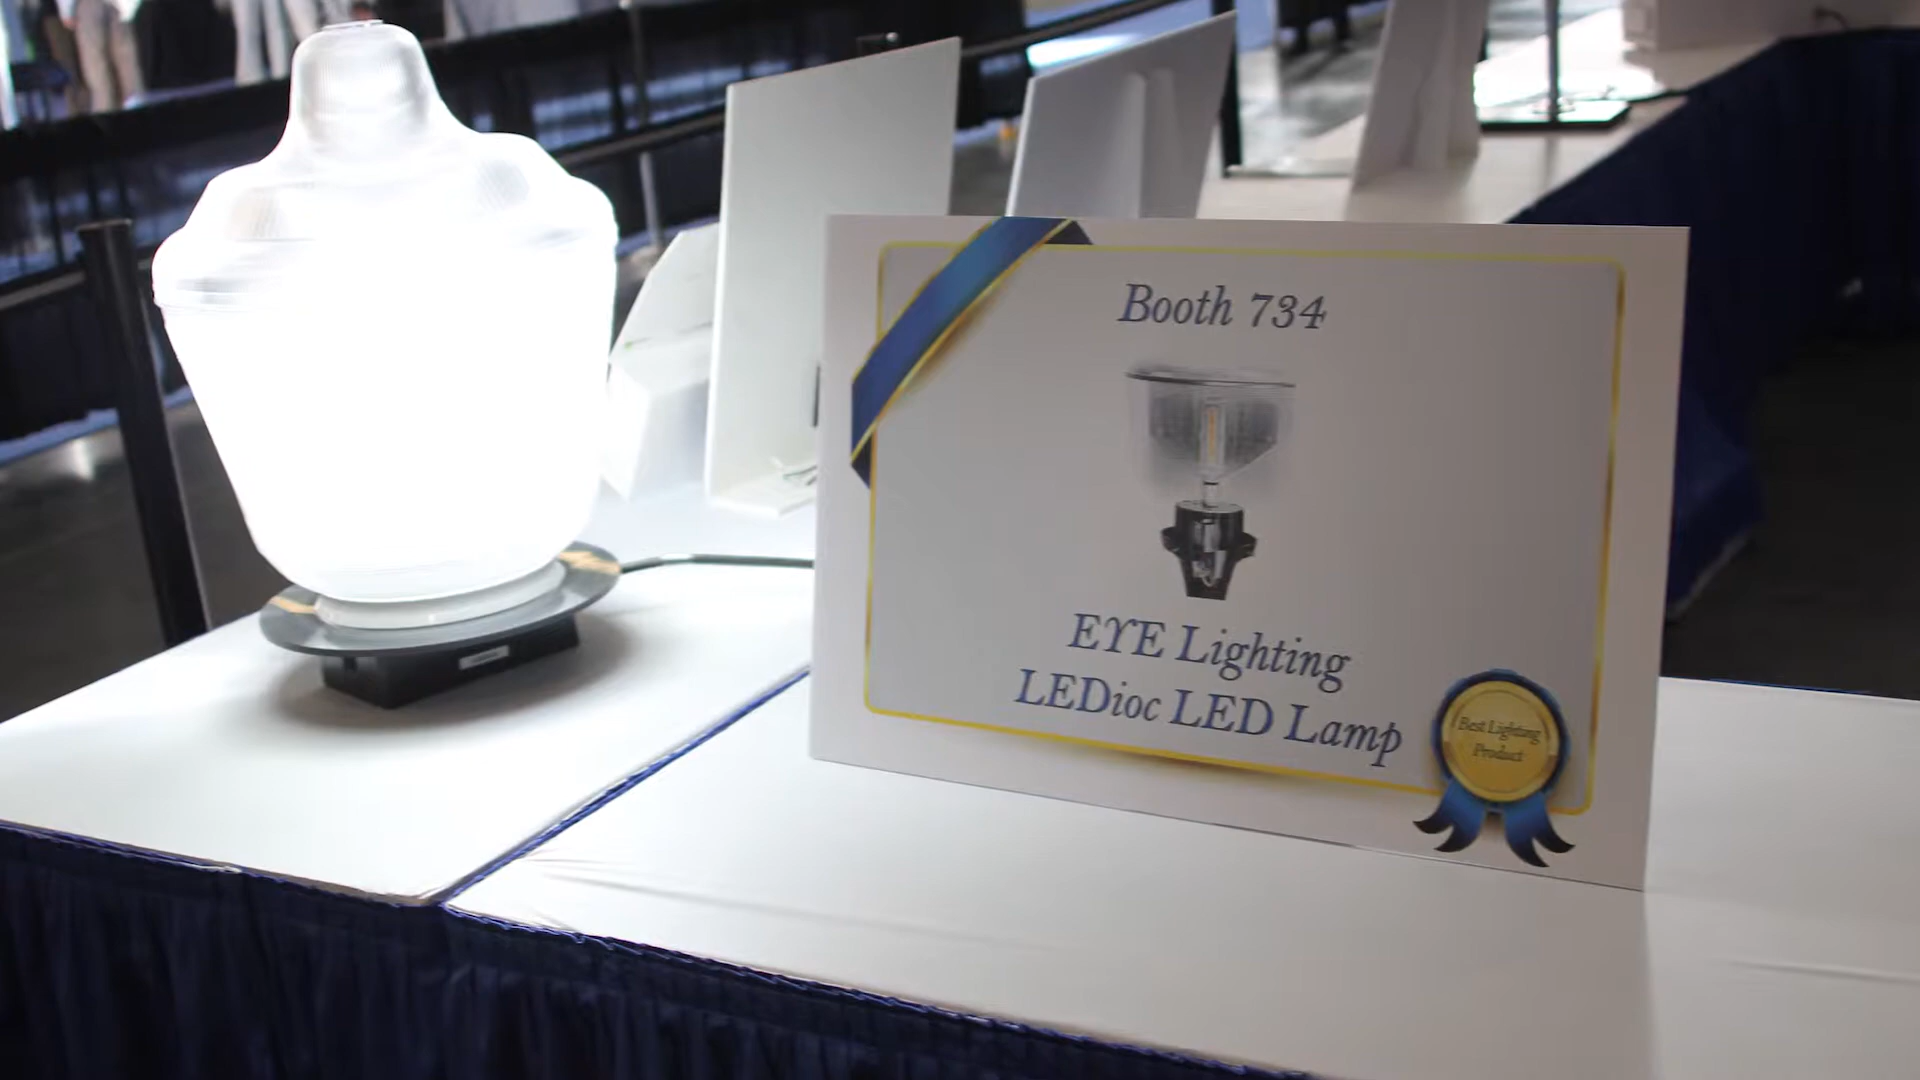 Booth 734
EYE Lighting
LEDioc LED Lamp
Best Lighting
Product